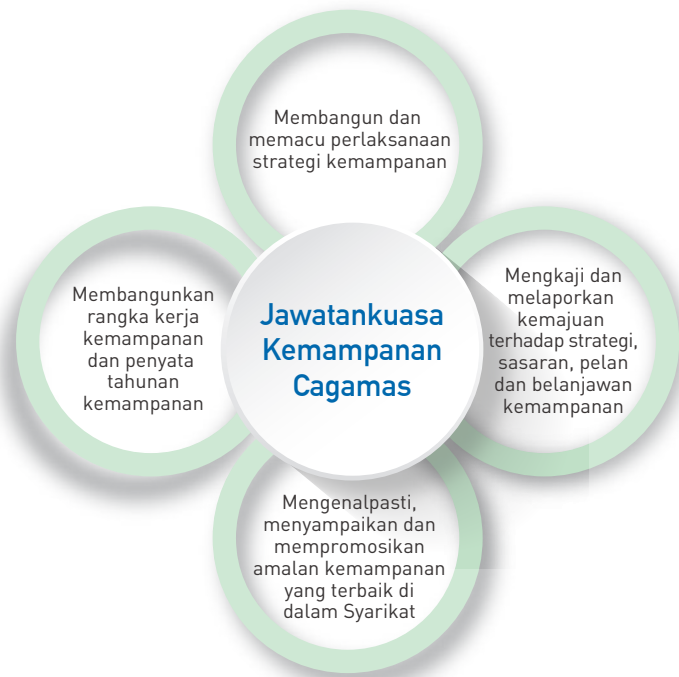 Membangun dan
memacu perlaksanaan
strategi kemampanan
Membangunkan
rangka kerja
kemampanan
dan penyata
tahunan
kemampanan
Jawatankuasa
Kemampanan
Cagamas
Mengkaji dan
melaporkan
kemajuan
terhadap strategi,
sasaran, pelan
dan belanjawan
kemampanan
Mengenalpasti,
menyampaikan dan
mempromosikan
amalan kemampanan
yang terbaik di
dalam Syarikat